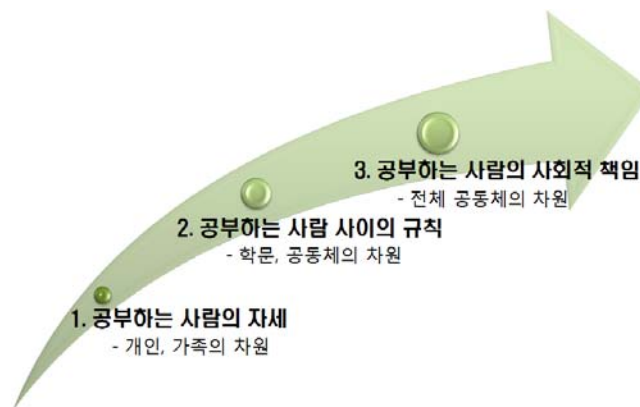 3. 공부하는 사람의 사회적 책임
- 전체 공동체의 차원
2. 공부하는 사람 사이의 규칙
- 학문, 공동체의 차원
1. 공부하는 사람의 자세
- 개인, 가족의 차원